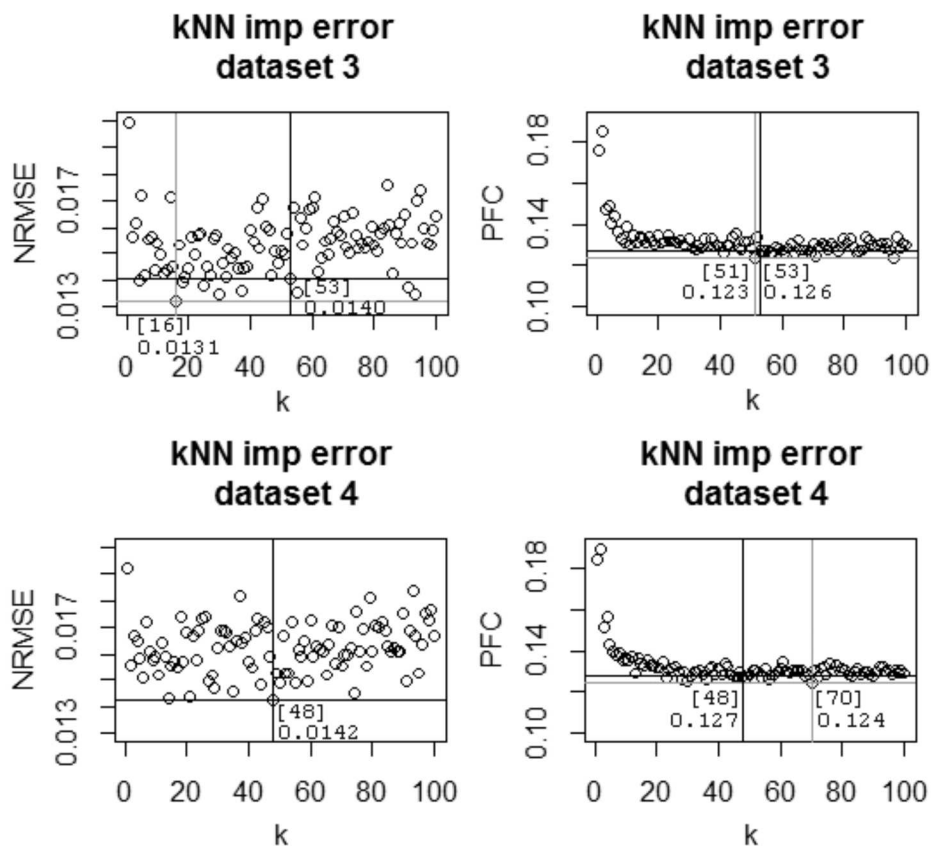 kNN imp error
dataset 3
NRMSE
0.017
0.013
[53]
0.0140
[16]
0.0131
0 20 40 60 80 100
k
kNN imp error
dataset 3
PFC
0.18
0.14
0.10
[51] [53]
0.123 0.126
0 20 40 60 80 100
k
kNN imp error
dataset 4
NRMSE
0.017
0.013
[48]
0.0142
0 20 40 60 80 100
k
kNN imp error
dataset 4
PFC
0.18
0.14
0.10
[48] [70]
0.127 0.124
0 20 40 60 80 100
k